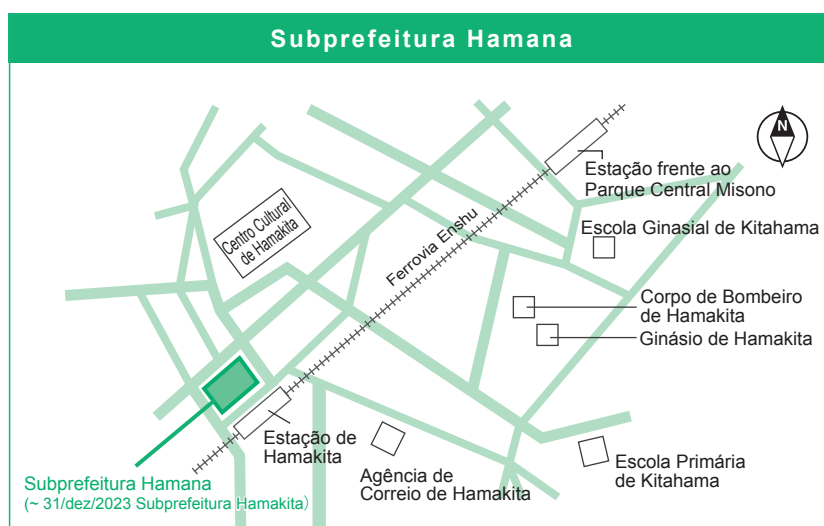 Subprefeitura Hamana
N
Estação frente ao
Parque Central Misono
Centro Cultural
de Hamakita
Ferrovia Enshu
Escola Ginasial de Kitahama
Corpo de Bombeiro
de Hamakita
Ginásio de Hamakita
Estação de
Hamakita
Agência de
Correio de Hamakita
Escola Primária
de Kitahama
Subprefeitura Hamana
(~ 31/dez/2023 Subprefeitura Hamakita)